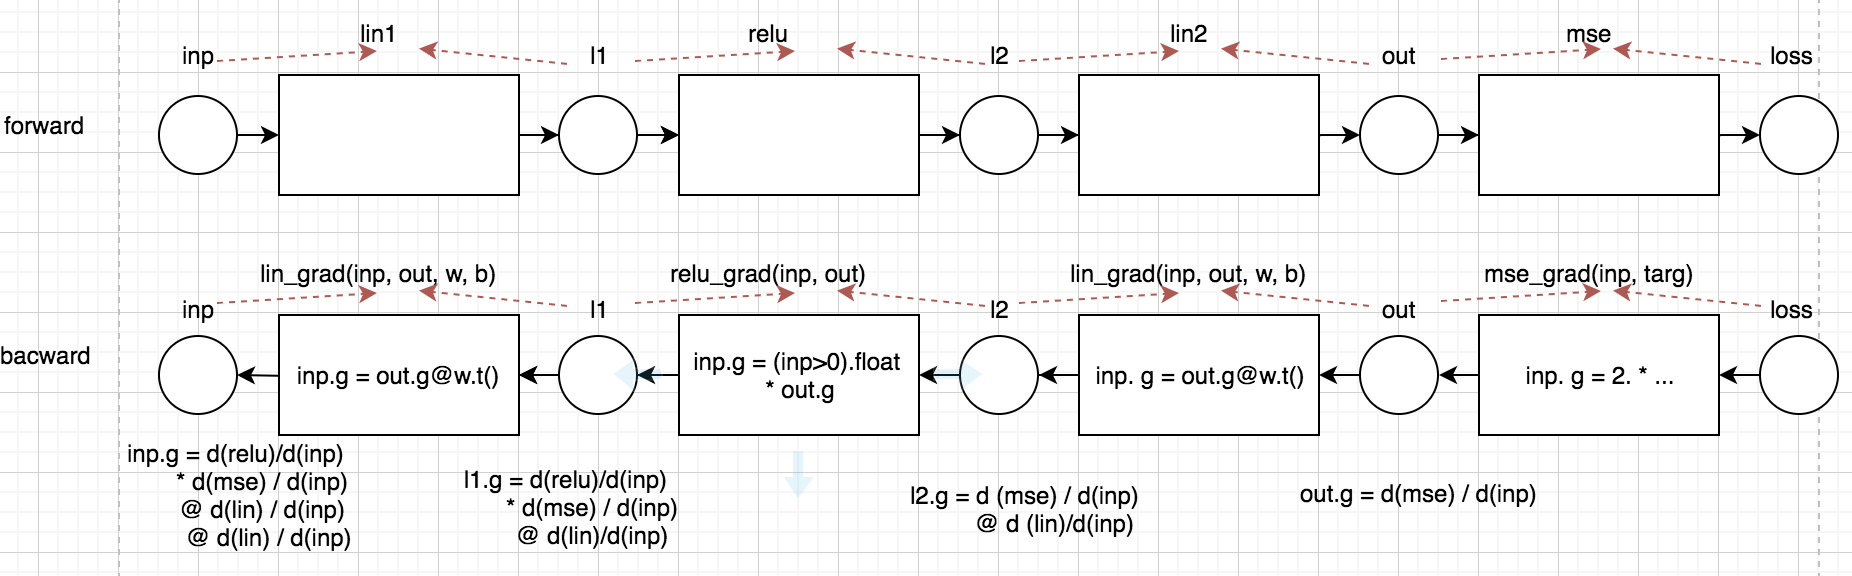 lin1
relu
lin2
mse
inp
l1
l2
out
loss
forward
lin_grad(inp, out, w, b)
relu_grad(inp, out)
lin_grad(inp, out, w, b)
mse_grad(inp, targ)
inp
l1
l2
out
loss
bacward
inp.g = out.g@w.t()
inp.g = (inp>0).float
* out.g
inp. g = out.g@w.t()
inp. g = 2. * ...
inp.g = d(relu)/d(inp)
* d(mse) / d(inp)
@ d(lin) / d(inp)
@ d(lin) / d(inp)
l1.g = d(relu)/d(inp)
* d(mse) / d(inp)
@ d(lin)/d(inp)
l2.g = d (mse) / d(inp)
@ d (lin)/d(inp)
out.g = d(mse) / d(inp)